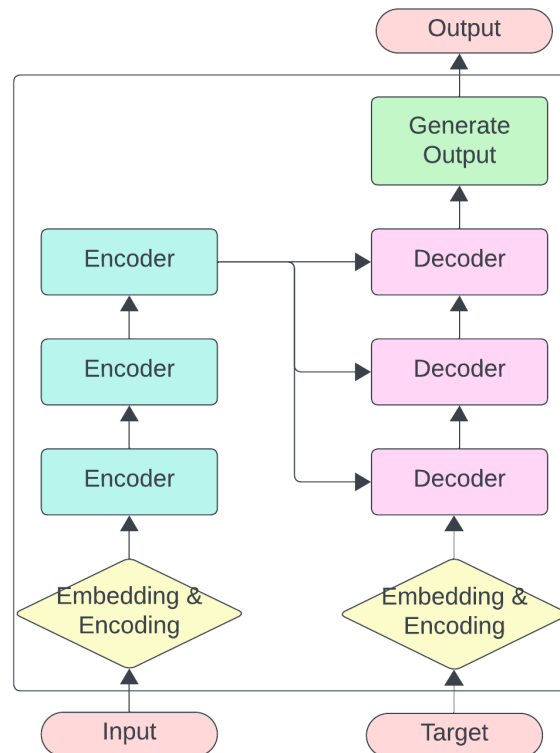 Output
Generate
Output
Encoder
Decoder
Encoder
Decoder
Encoder
Decoder
Embedding &
Encoding
Embedding &
Encoding
Input
Target